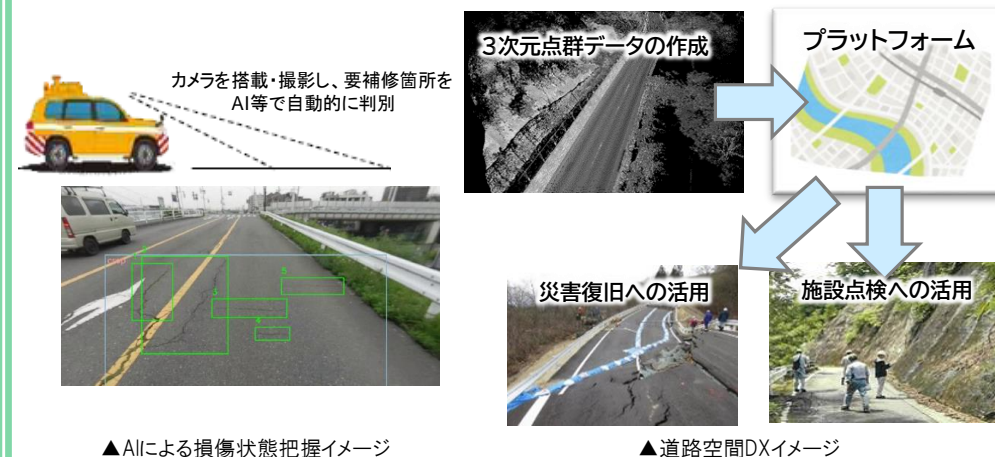 カメラを搭載・撮影し、要補修箇所を
AI等で自動的に判別
5
3
4
▲AIによる損傷状態把握イメージ
3次元点群データの作成
プラットフォーム
災害復旧への活用
施設点検への活用
▲道路空間DXイメージ